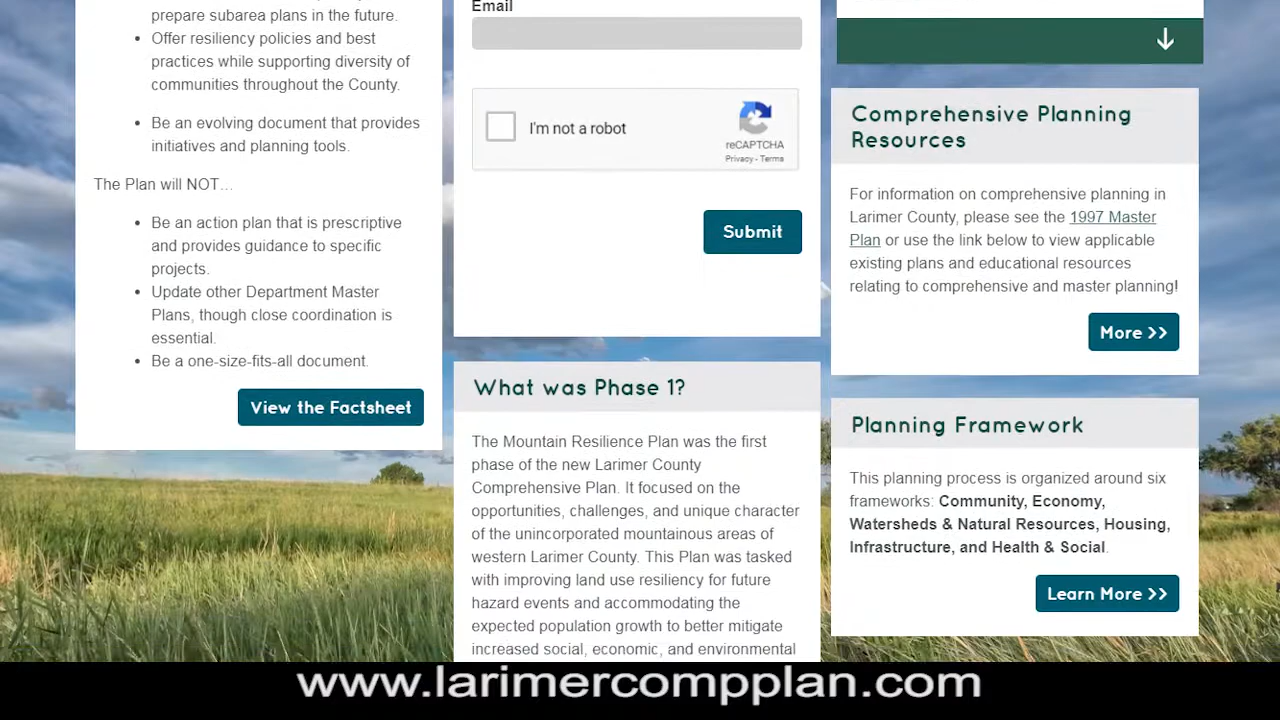 prepare subarea plans in the future.
• Offer resiliency policies and best
practices while supporting diversity of
communities throughout the County.
• Be an evolving document that provides
initiatives and planning tools.
The Plan will NOT…
• Be an action plan that is prescriptive
and provides guidance to specific
projects.
• Update other Department Master
Plans, though close coordination is
essential.
• Be a one-size-fits-all document.
View the Factsheet
Email
I'm not a robot
reCAPTCHA
Privacy - Terms
Submit
What was Phase 1?
The Mountain Resilience Plan was the first
phase of the new Larimer County
Comprehensive Plan. It focused on the
opportunities, challenges, and unique character
of the unincorporated mountainous areas of
western Larimer County. This Plan was tasked
with improving land use resiliency for future
hazard events and accommodating the
expected population growth to better mitigate
increased social, economic, and environmental
Comprehensive Planning
Resources
For information on comprehensive planning in
Larimer County, please see the 1997 Master
Plan or use the link below to view applicable
existing plans and educational resources
relating to comprehensive and master planning!
More >>
Planning Framework
This planning process is organized around six
frameworks: Community, Economy,
Watersheds & Natural Resources, Housing,
Infrastructure, and Health & Social.
Learn More >>
www.larimercompplan.com